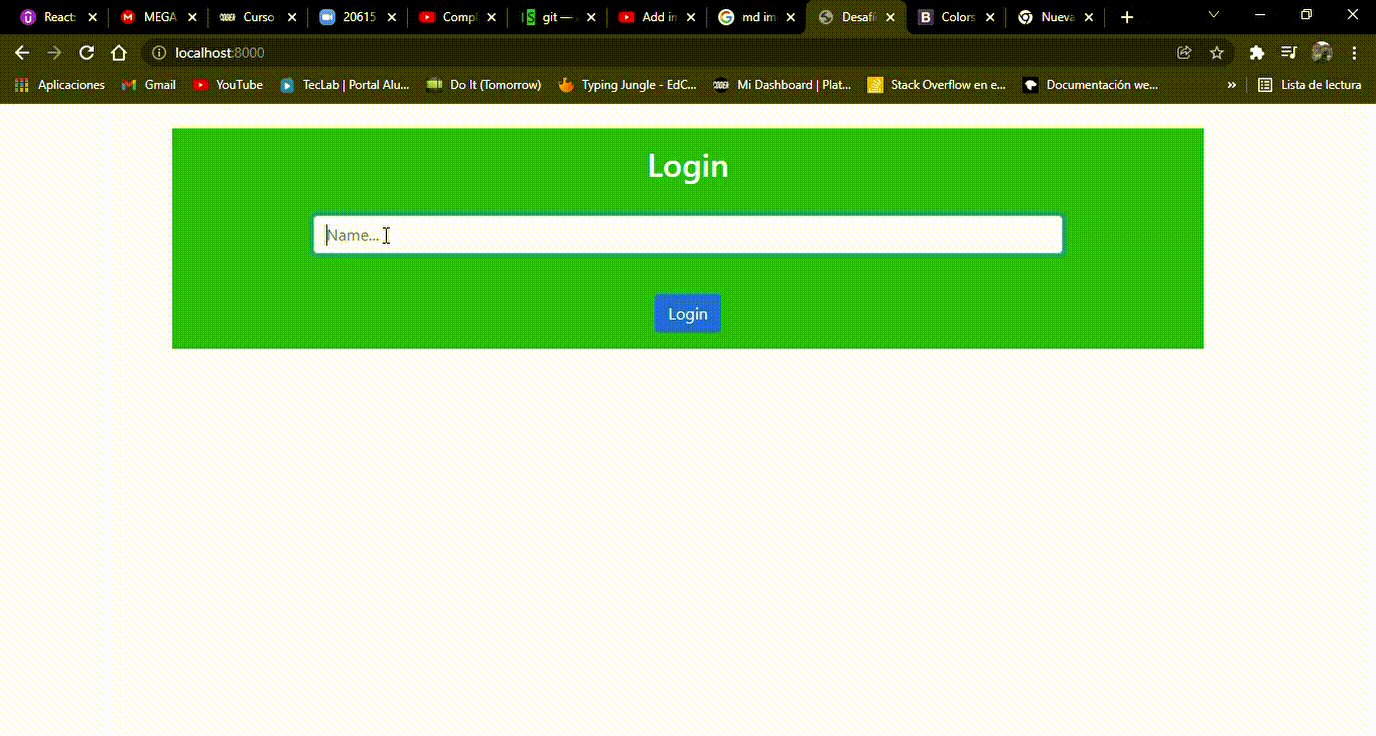 React: MEGA Curso 20615 Compl git — Add in md im Desafí Colors Nueva
localhost:8000
Aplicaciones Gmail YouTube TecLab | Portal Alu... Do It (Tomorrow) Typing Jungle - EdC... Mi Dashboard | Plat... Stack Overflow en e... Documentación we... » Lista de lectura
Login
Name...
Login